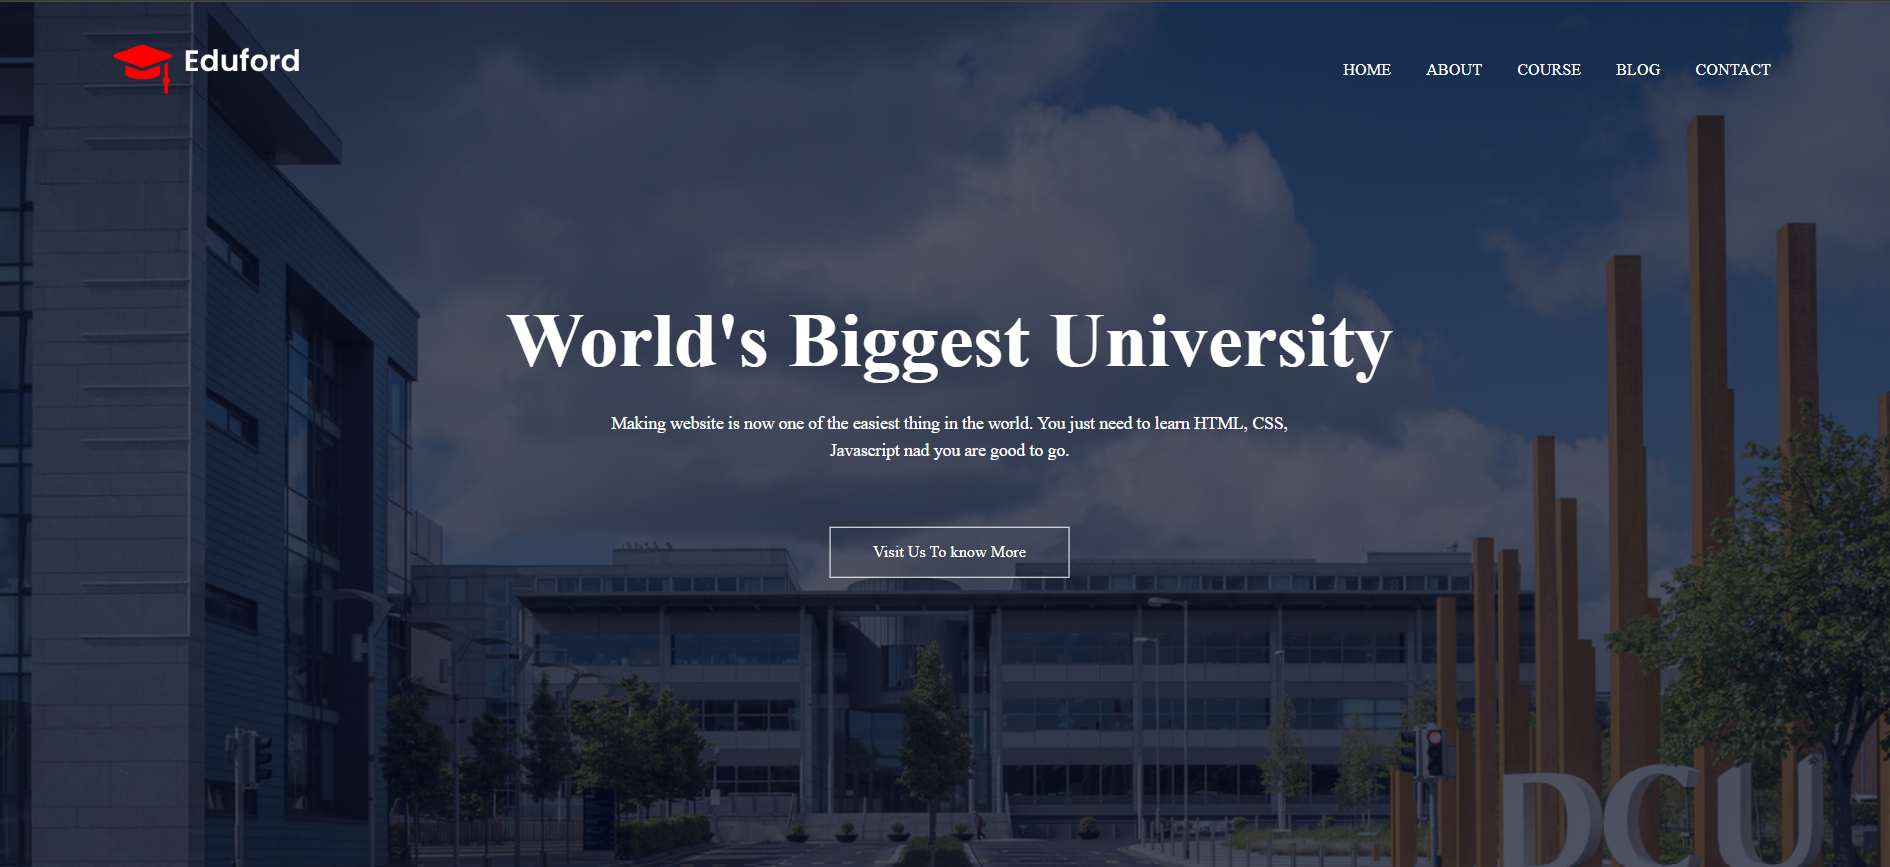 Eduford
HOME ABOUT COURSE BLOG CONTACT
World's Biggest University
Making website is now one of the easiest thing in the world. You just need to learn HTML, CSS,
Javascript nad you are good to go.
Visit Us To know More
DCU